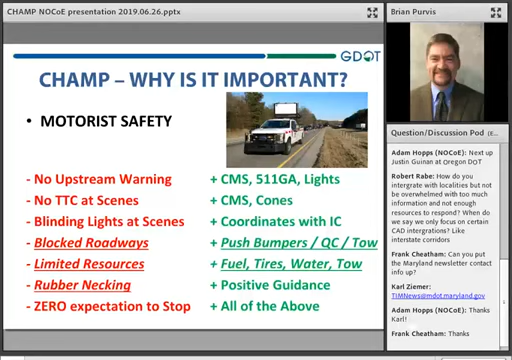 CHAMP NOCoE presentation 2019.06.26.pptx
GDOT
CHAMP – WHY IS IT IMPORTANT?
• MOTORIST SAFETY
- No Upstream Warning
- No TTC at Scenes
- Blinding Lights at Scenes
- Blocked Roadways
- Limited Resources
- Rubber Necking
- ZERO expectation to Stop
+ CMS, 511GA, Lights
+ CMS, Cones
+ Coordinates with IC
+ Push Bumpers / QC / Tow
+ Fuel, Tires, Water, Tow
+ Positive Guidance
+ All of the Above
Brian Purvis
Question/Discussion Pod (E...
Adam Hopps (NOCoE): Next up
Justin Guinan at Oregon DOT
Robert Rabe: How do you
intergrate with localities but not
be overwhelmed with too much
information and not enough
resources to respond? When
do we say we only focus on certain
CAD intergrations? Like
interstate corridors
Frank Cheatham: Can you put
the Maryland newsletter contact
info up?
Karl Ziemer:
TIMNews@mdot.maryland.gov
Adam Hopps (NOCoE): Thanks
Karl!
Frank Cheatham: Thanks